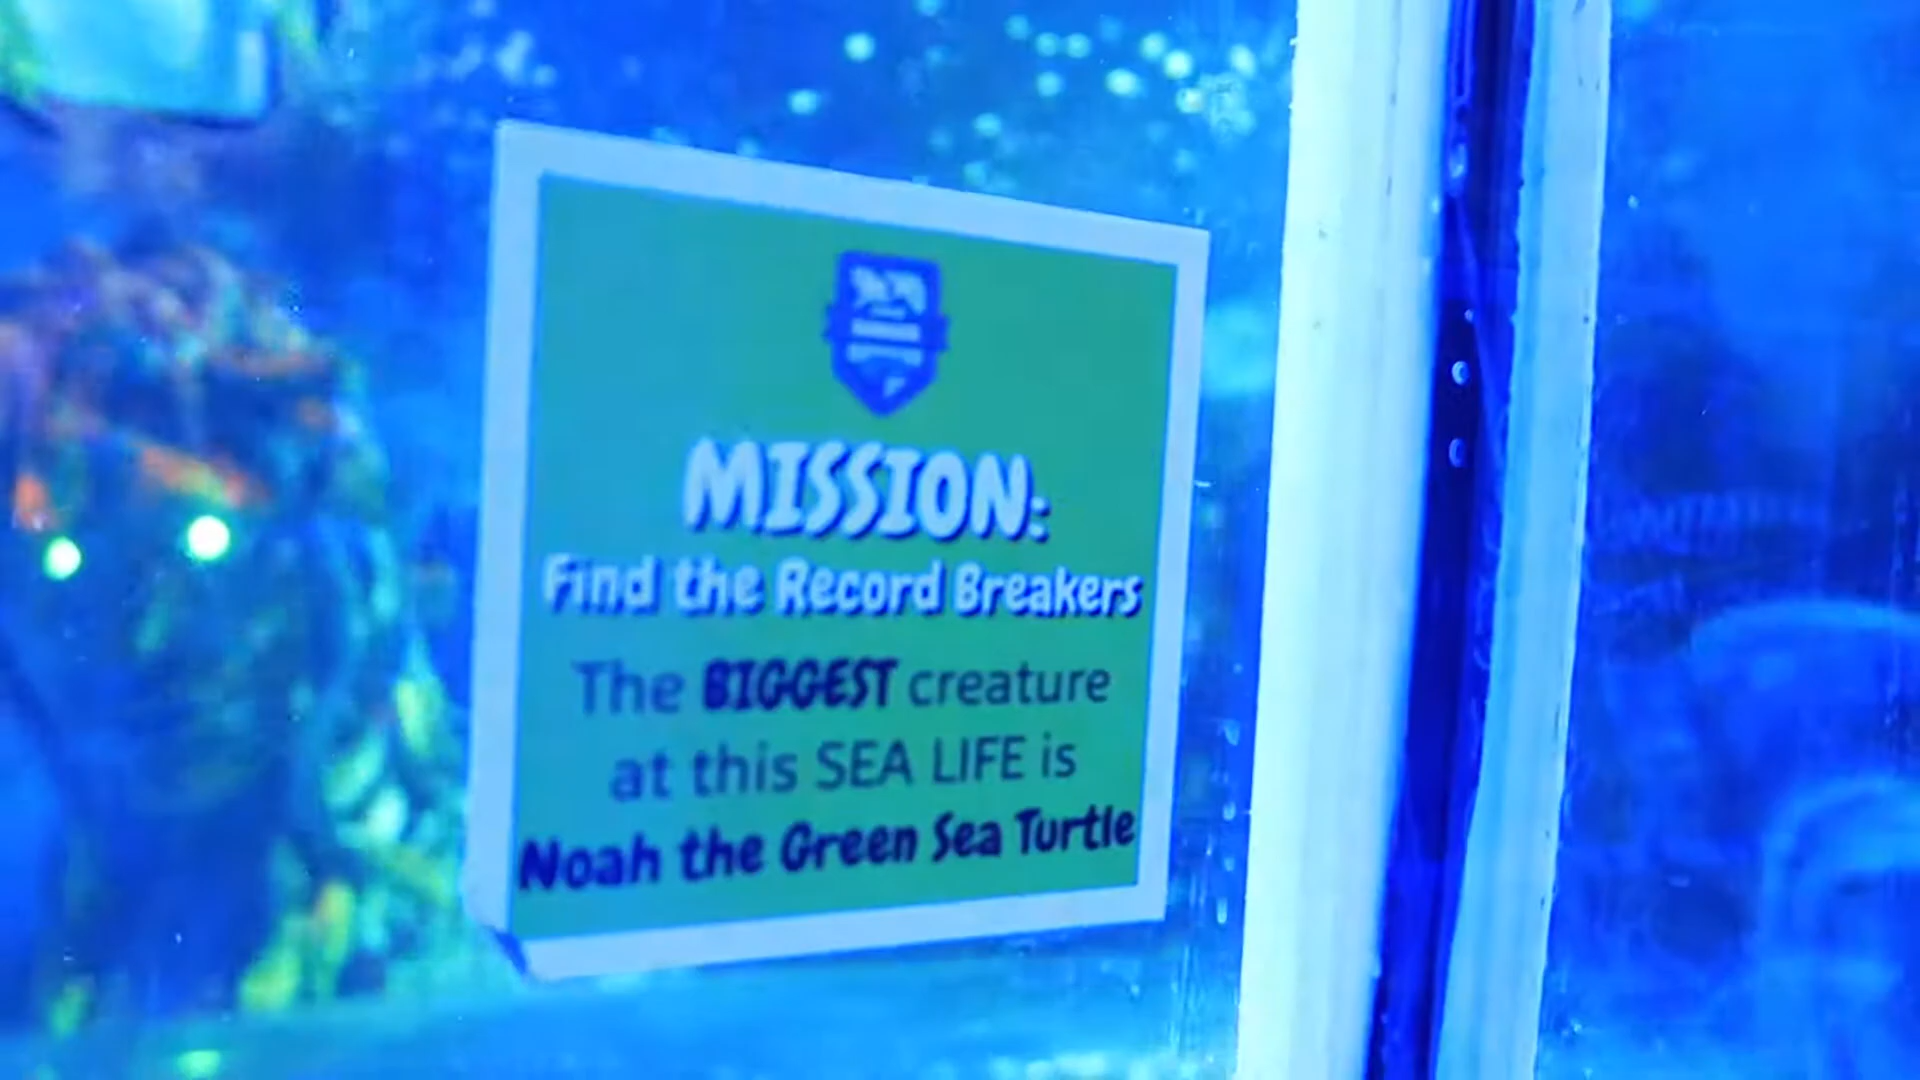 MISSION:
Find the Record Breakers
The BIGGEST creature
at this SEA LIFE is
Noah the Green Sea Turtle